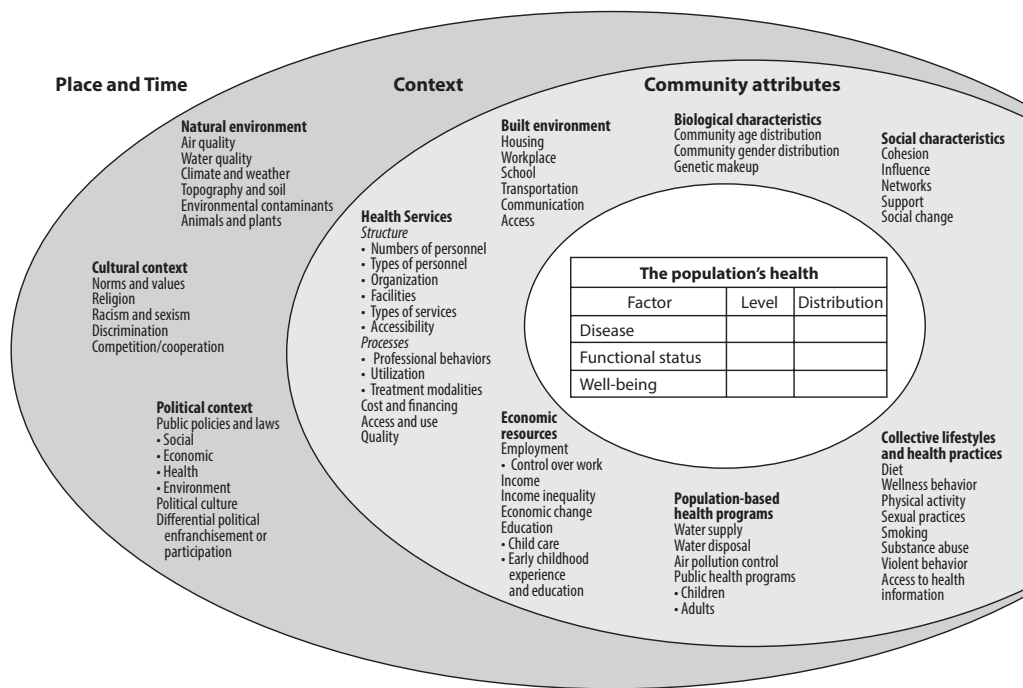 Place and Time
Context
Community attributes
Natural environment
Air quality
Water quality
Climate and weather
Topography and soil
Environmental contaminants
Animals and plants
Cultural context
Norms and values
Religion
Racism and sexism
Discrimination
Competition/cooperation
Political context
Public policies and laws
• Social
• Economic
• Health
• Environment
Political culture
Differential political
enfranchisement or
participation
Health Services
Structure
• Numbers of personnel
• Types of personnel
• Organization
• Facilities
• Types of services
• Accessibility
Processes
• Professional behaviors
• Utilization
• Treatment modalities
Cost and financing
Access and use
Quality
Built environment
Housing
Workplace
School
Transportation
Communication
Access
Biological characteristics
Community age distribution
Community gender distribution
Genetic makeup
Social characteristics
Cohesion
Influence
Networks
Support
Social change
The population's health
Factor Level Distribution
Disease
Functional status
Well-being
Economic
resources
Employment
• Control over work
Income
Income inequality
Economic change
Education
• Child care
• Early childhood
experience
and education
Population-based
health programs
Water supply
Water disposal
Air pollution control
Public health programs
• Children
• Adults
Collective lifestyles
and health practices
Diet
Wellness behavior
Physical activity
Sexual practices
Smoking
Substance abuse
Violent behavior
Access to health
information